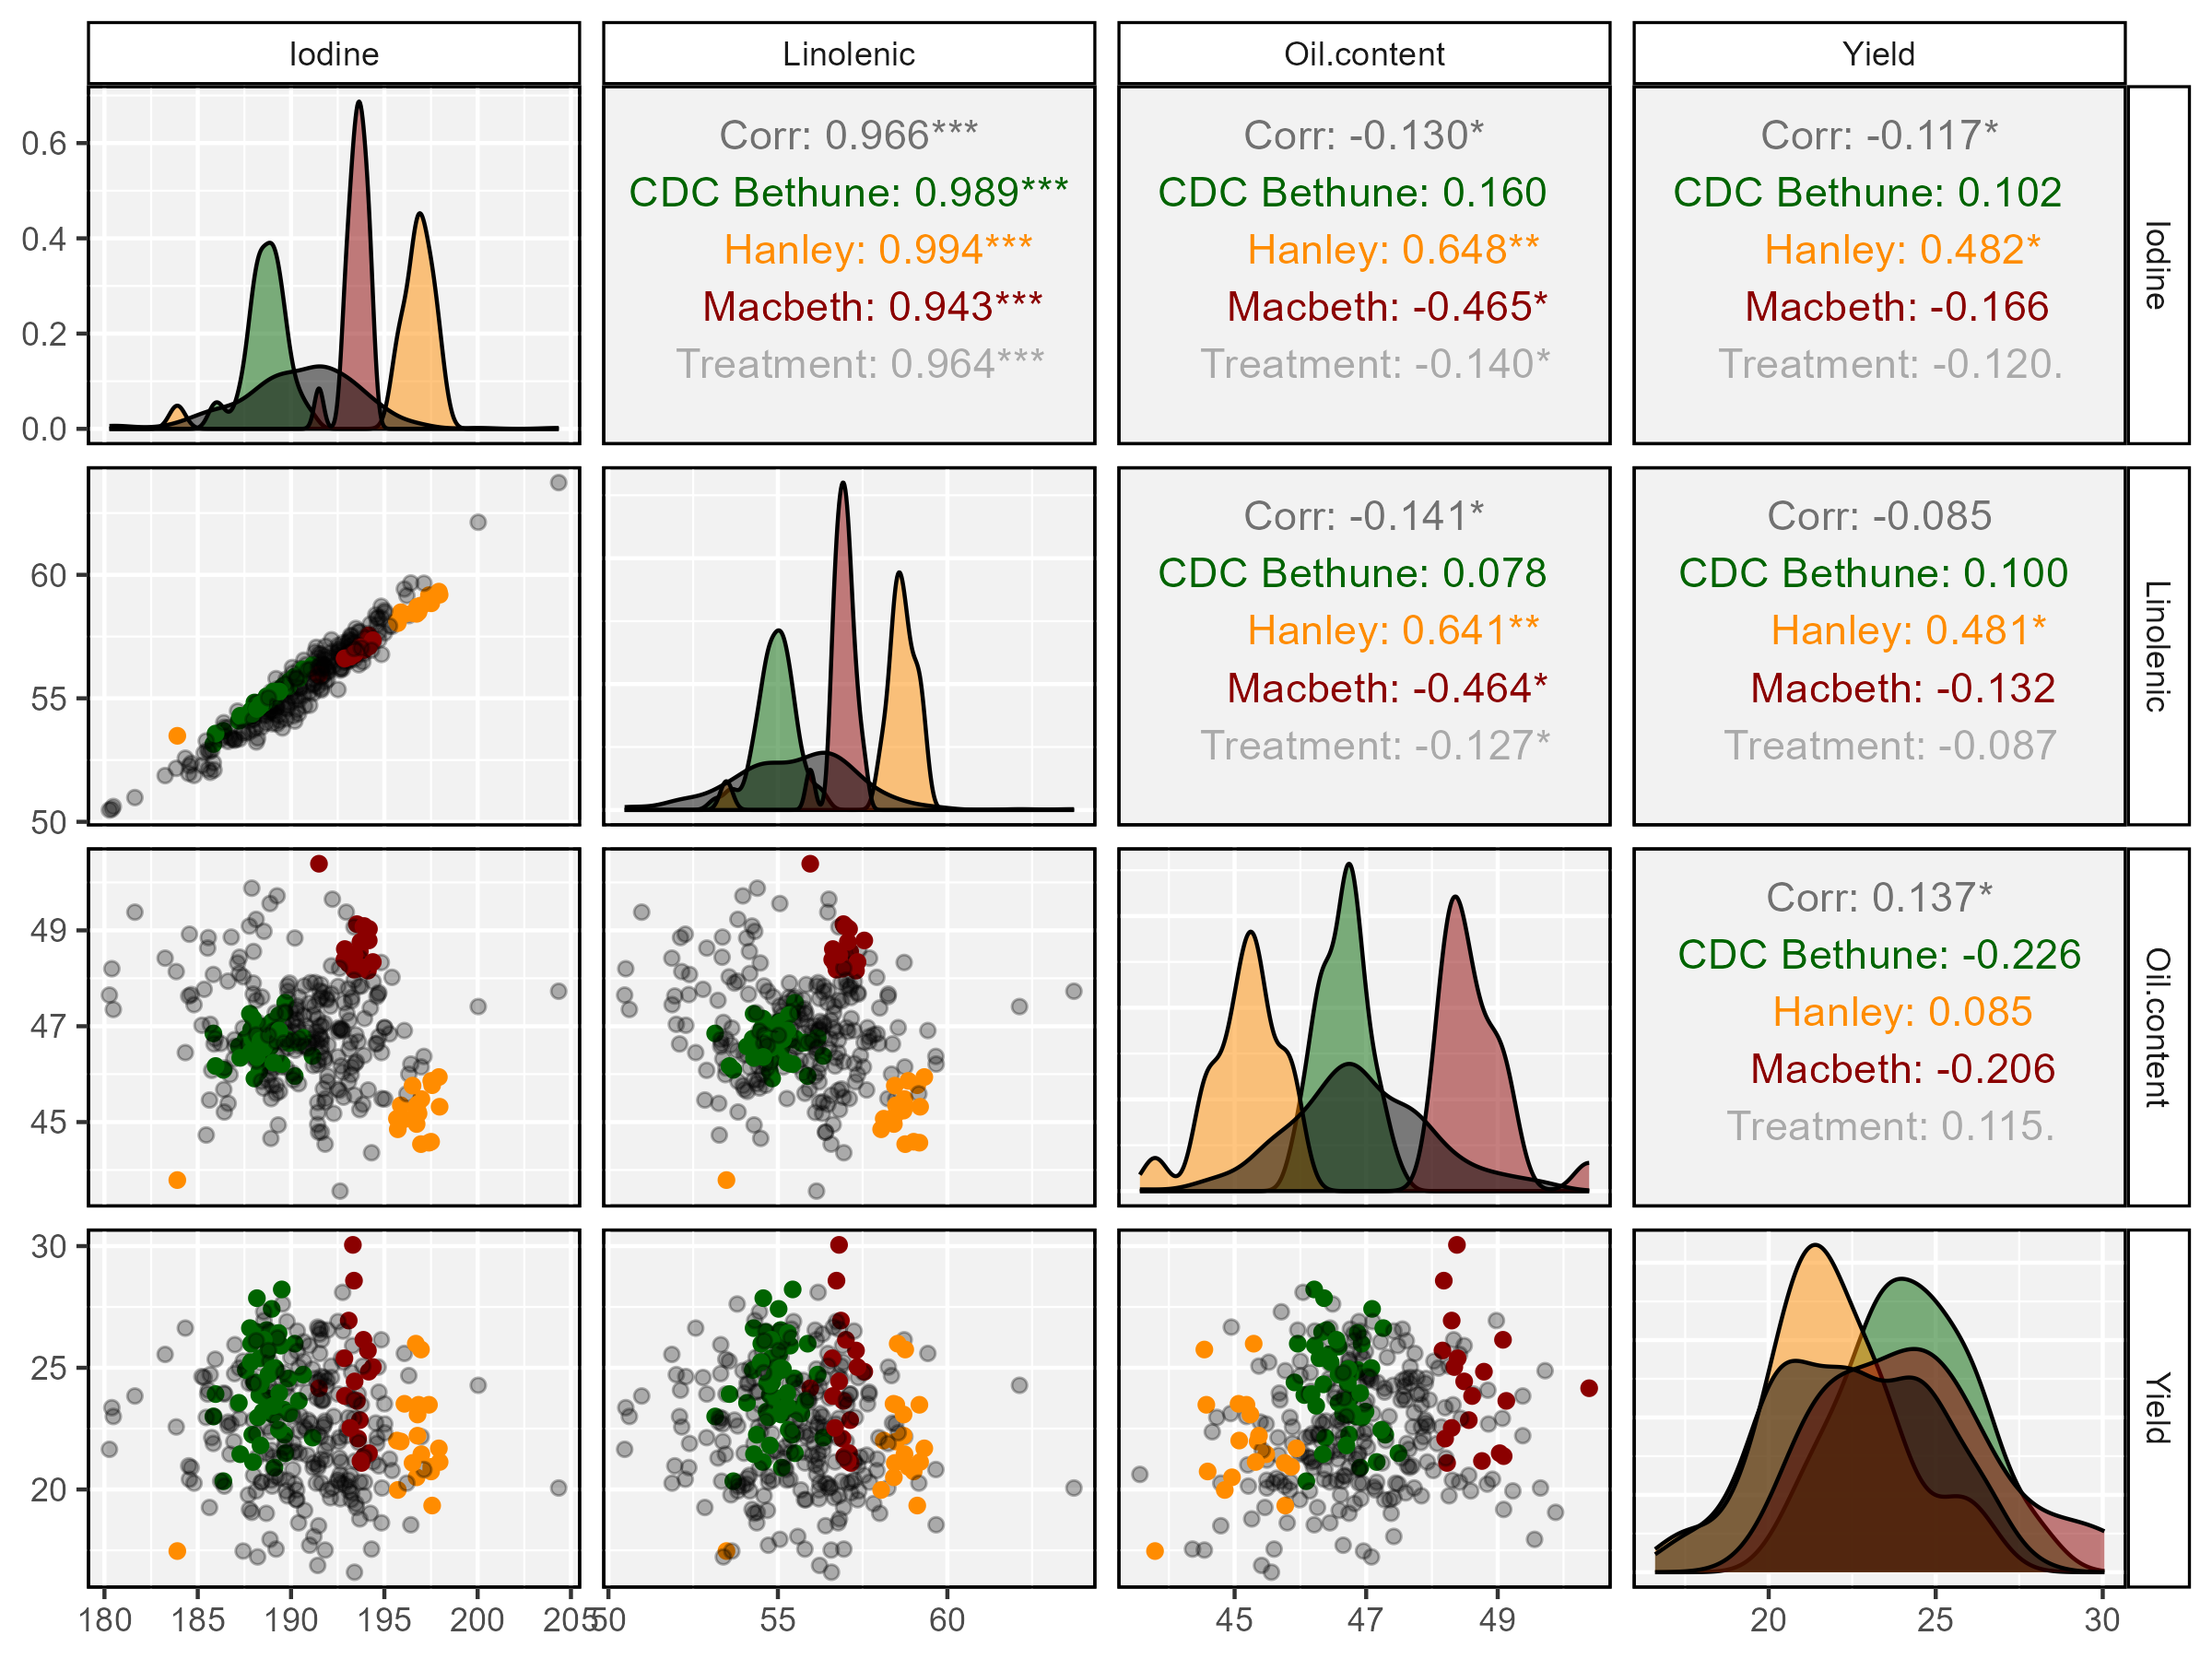 Iodine
Linolenic
Oil.content
Yield
0.6
0.4
0.2
0.0
Corr: 0.966***
CDC Bethune: 0.989***
Hanley: 0.994***
Macbeth: 0.943***
Treatment: 0.964***
Corr: -0.130*
CDC Bethune: 0.160
Hanley: 0.648**
Macbeth: -0.465*
Treatment: -0.140*
Corr: -0.117*
CDC Bethune: 0.102
Hanley: 0.482*
Macbeth: -0.166
Treatment: -0.120.
Iodine
60
55
50
Corr: -0.141*
CDC Bethune: 0.078
Hanley: 0.641**
Macbeth: -0.464*
Treatment: -0.127*
Corr: -0.085
CDC Bethune: 0.100
Hanley: 0.481*
Macbeth: -0.132
Treatment: -0.087
Linolenic
49
47
45
Corr: 0.137*
CDC Bethune: -0.226
Hanley: 0.085
Macbeth: -0.206
Treatment: 0.115.
Oil.content
30
25
20
Yield
180 185 190 195 200 205
50 55 60
45 47 49
20 25 30